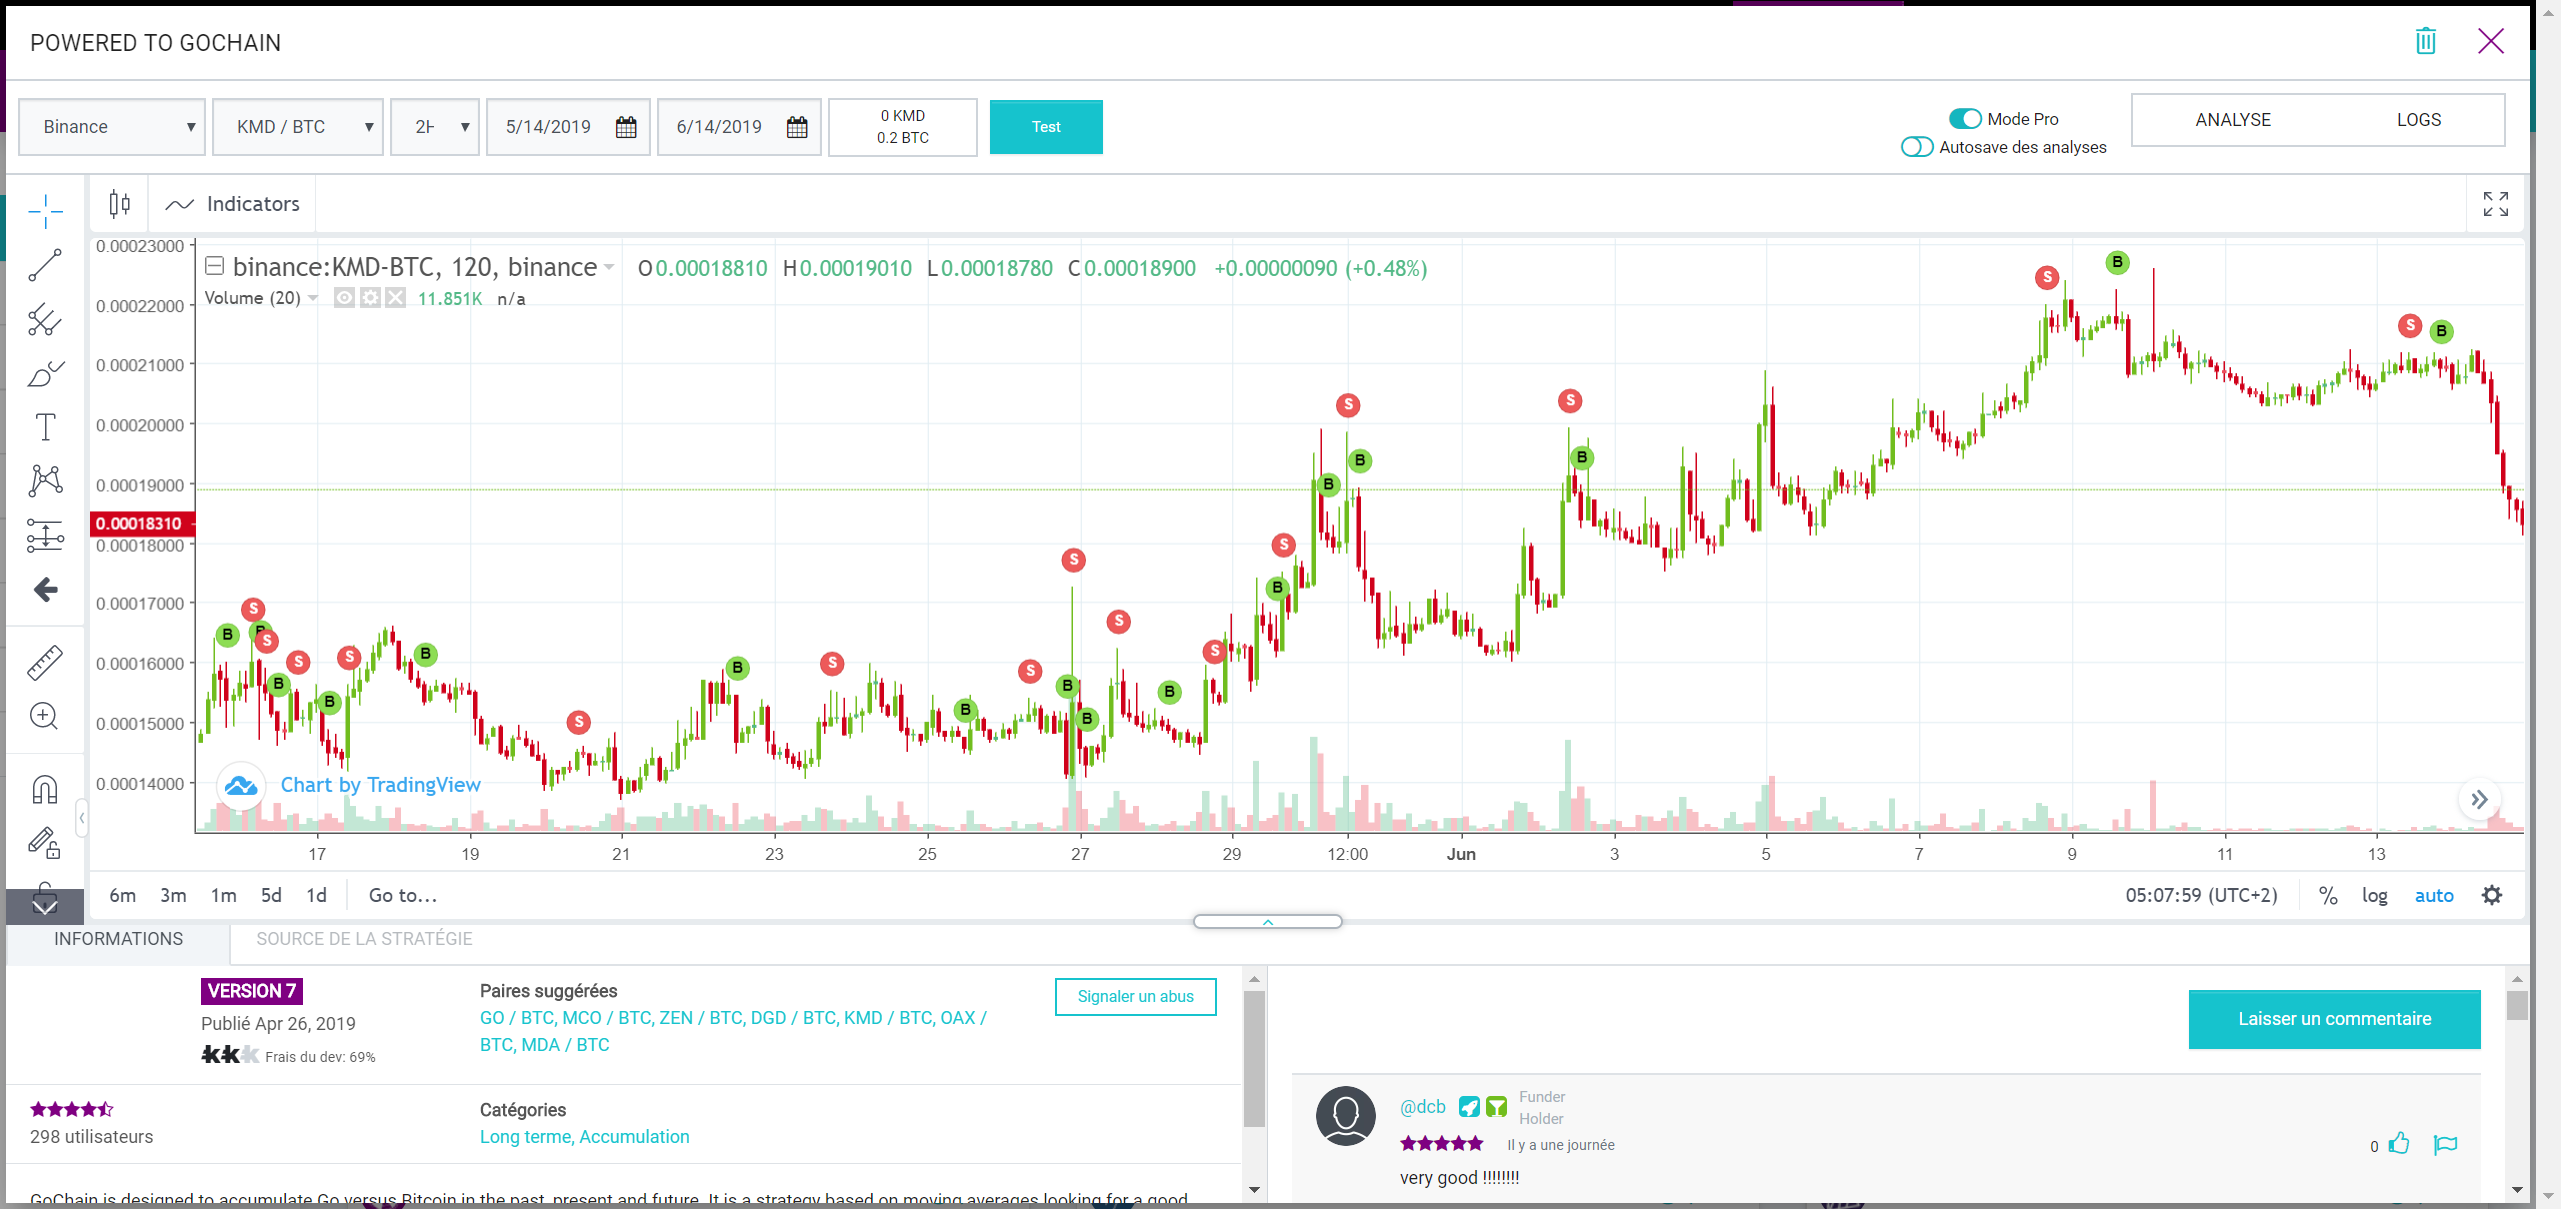 POWERED TO GOCHAIN
Binance
KMD / BTC
2H
5/14/2019
6/14/2019
0 KMD
0.2 BTC
Test
Mode Pro
Autosave des analyses
ANALYSE
LOGS
Indicators
binance:KMD-BTC, 120, binance
O0.00018810 H0.00019010 L0.00018780 C0.00018900 +0.00000090 (+0.48%)
Volume (20) 11.851K n/a
0.00023000
0.00022000
0.00021000
0.00020000
0.00019000
0.00018310
0.00018000
0.00017000
0.00016000
0.00015000
0.00014000
B
S
B
S
B
S
B
S
B
S
B
S
B
S
B
S
B
S
B
S
B
S
B
S
B
S
B
S
B
S
B
S
B
Chart by TradingView
17 19 21 23 25 27 29 12:00 Jun 3 5 7 9 11 13
6m 3m 1m 5d 1d Go to...
05:07:59 (UTC+2) % log auto
INFORMATIONS
SOURCE DE LA STRATÉGIE
VERSION 7
Publié Apr 26, 2019
Frais du dev: 69%
Paires suggérées
GO / BTC, MCO / BTC, ZEN / BTC, DGD / BTC, KMD / BTC, OAX /
BTC, MDA / BTC
Signaler un abus
298 utilisateurs
Catégories
Long terme, Accumulation
GoChain is designed to accumulate Go versus Bitcoin in the past, present and future. It is a strategy based on moving averages looking for a good
Laisser un commentaire
@dcb
Funder
Holder
Il y a une journée
0
very good !!!!!!!!